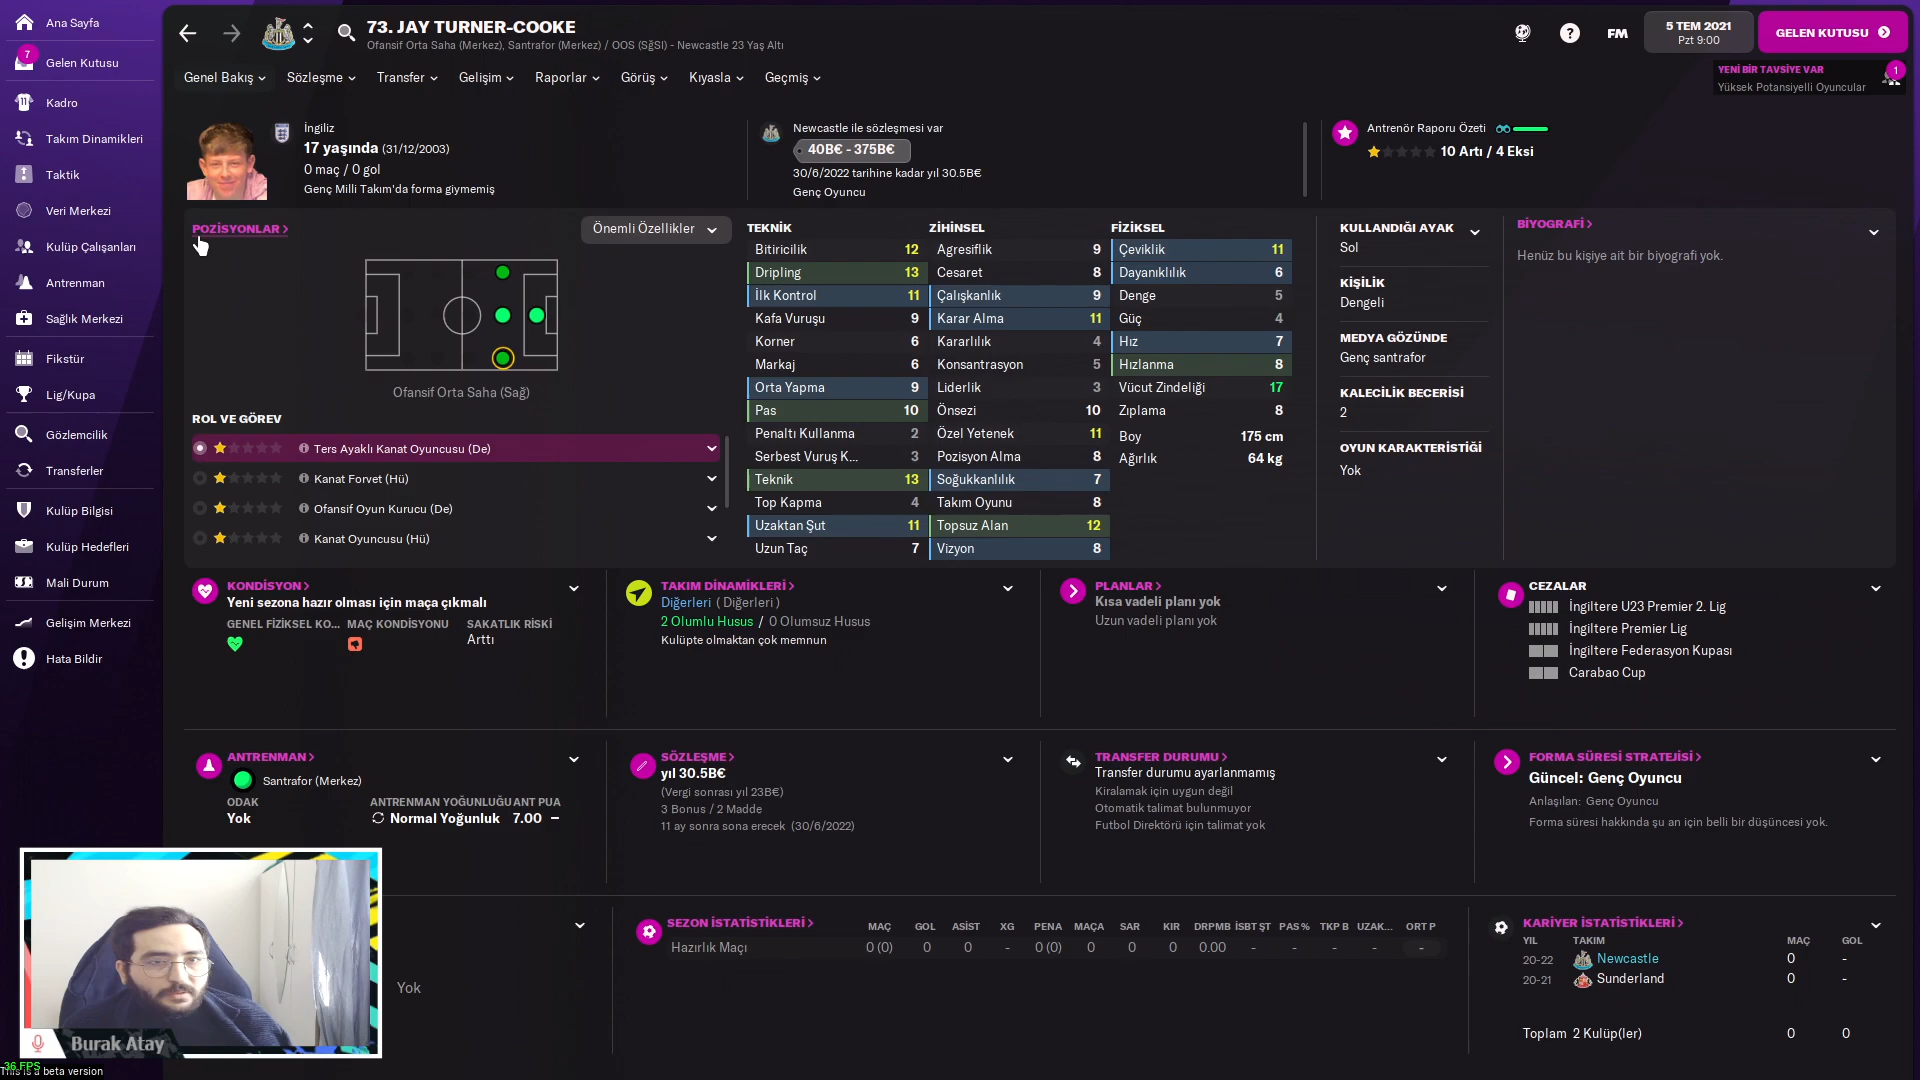 Ana Sayfa
7
Gelen Kutusu
Kadro
Takım Dinamikleri
Taktik
Veri Merkezi
Kulüp Çalışanları
Antrenman
Sağlık Merkezi
Fikstür
Lig/Kupa
Gözlemcilik
Transferler
Kulüp Bilgisi
Kulüp Hedefleri
Mali Durum
Gelişim Merkezi
Hata Bildir
73. JAY TURNER-COOKE
Ofansif Orta Saha (Merkez), Santrafor (Merkez) / OOS (SğSl) - Newcastle 23 Yaş Altı
? FM
5 TEM 2021
Pzt 9:00
GELEN KUTUSU
Genel Bakış Sözleşme Transfer Gelişim Raporlar Görüş Kıyasla Geçmiş
YENİ BİR TAVSİYE VAR
Yüksek Potansiyelli Oyuncular
1
İngiliz
17 yaşında (31/12/2003)
0 maç / 0 gol
Genç Milli Takım'da forma giymemiş
Newcastle ile sözleşmesi var
40B€ - 375B€
30/6/2022 tarihine kadar yıl 30.5B€
Genç Oyuncu
Antrenör Raporu Özeti
10 Artı / 4 Eksi
POZİSYONLAR
Önemli Özellikler
Ofansif Orta Saha (Sağ)
ROL VE GÖREV
Ters Ayaklı Kanat Oyuncusu (De)
Kanat Forvet (Hü)
Ofansif Oyun Kurucu (De)
Kanat Oyuncusu (Hü)
TEKNİK
Bitiricilik 12
Dripling 13
İlk Kontrol 11
Kafa Vuruşu 9
Korner 6
Markaj 6
Orta Yapma 9
Pas 10
Penaltı Kullanma 2
Serbest Vuruş K... 3
Teknik 13
Top Kapma 4
Uzaktan Şut 11
Uzun Taç 7
ZİHİNSEL
Agresiflik 9
Cesaret 8
Çalışkanlık 9
Karar Alma 11
Kararlılık 4
Konsantrasyon 5
Liderlik 3
Önsezi 10
Özel Yetenek 11
Pozisyon Alma 8
Soğukkanlılık 7
Takım Oyunu 8
Topsuz Alan 12
Vizyon 8
FİZİKSEL
Çeviklik 11
Dayanıklılık 6
Denge 5
Güç 4
Hız 7
Hızlanma 8
Vücut Zindeliği 17
Zıplama 8
Boy 175 cm
Ağırlık 64 kg
KULLANDIĞI AYAK
Sol
KİŞİLİK
Dengeli
MEDYA GÖZÜNDE
Genç santrafor
KALECİLİK BECERİSİ
2
OYUN KARAKTERİSTİĞİ
Yok
BİYOGRAFİ
Henüz bu kişiye ait bir biyografi yok.
KONDİSYON
Yeni sezona hazır olması için maça çıkmalı
GENEL FİZİKSEL KO... MAÇ KONDİSYONU SAKATLIK RİSKİ
Arttı
TAKIM DİNAMİKLERİ
Diğerleri (Diğerleri)
2 Olumlu Husus / 0 Olumsuz Husus
Kulüpte olmaktan çok memnun
PLANLAR
Kısa vadeli planı yok
Uzun vadeli planı yok
CEZALAR
İngiltere U23 Premier 2. Lig
İngiltere Premier Lig
İngiltere Federasyon Kupası
Carabao Cup
ANTRENMAN
Santrafor (Merkez)
ODAK ANTRENMAN YOĞUNLUĞU ANT PUA
Yok Normal Yoğunluk 7.00 –
SÖZLEŞME
yıl 30.5B€
(Vergi sonrası yıl 23B€)
3 Bonus / 2 Madde
11 ay sonra sona erecek (30/6/2022)
TRANSFER DURUMU
Transfer durumu ayarlanmamış
Kiralamak için uygun değil
Otomatik talimat bulunmuyor
Futbol Direktörü için talimat yok
FORMA SÜRESİ STRATEJİSİ
Güncel: Genç Oyuncu
Anlaşılan: Genç Oyuncu
Forma süresi hakkında şu an için belli bir düşüncesi yok.
Yok
SEZON İSTATİSTİKLERİ MAÇ GOL ASİST XG PENA MAÇA SAR KIR DRPMB İSBT ŞT PAS % TKP B UZAK... ORT P
Hazırlık Maçı 0 (0) 0 0 - 0 (0) 0 0 0 0.00 - - - - -
KARİYER İSTATİSTİKLERİ
YIL TAKIM MAÇ GOL
20-22 Newcastle 0 -
20-21 Sunderland 0 -
Toplam 2 Kulüp(ler) 0 0
Burak Atay
36 FPS
This is a beta version